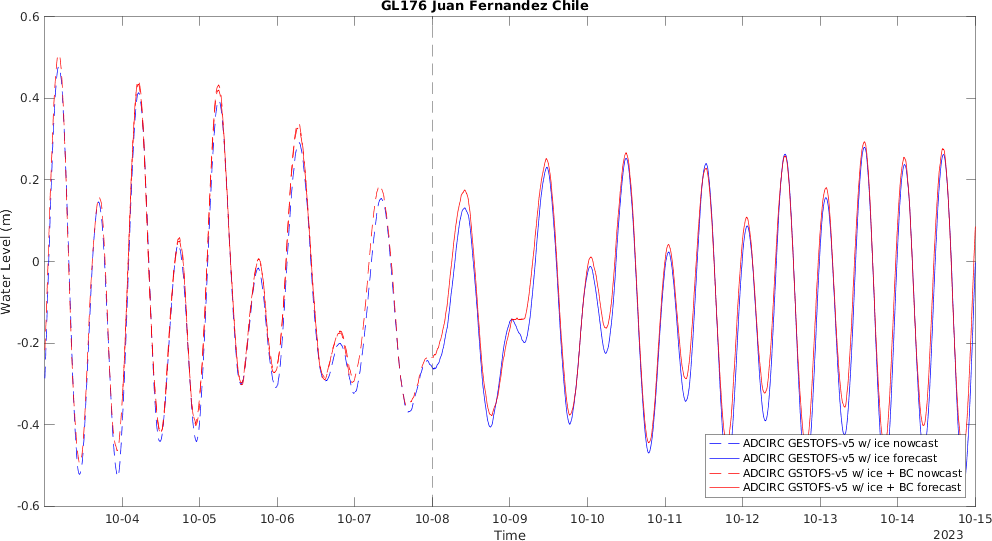 GL176 Juan Fernandez Chile
0.6
0.4
0.2
0
-0.2
-0.4
-0.6
Water Level (m)
10-04
10-05
10-06
10-07
10-08
10-09
10-10
10-11
10-12
10-13
10-14
10-15
Time
2023
ADCIRC GESTOFS-v5 w/ ice nowcast
ADCIRC GESTOFS-v5 w/ ice forecast
ADCIRC GSTOFS-v5 w/ ice + BC nowcast
ADCIRC GSTOFS-v5 w/ ice + BC forecast